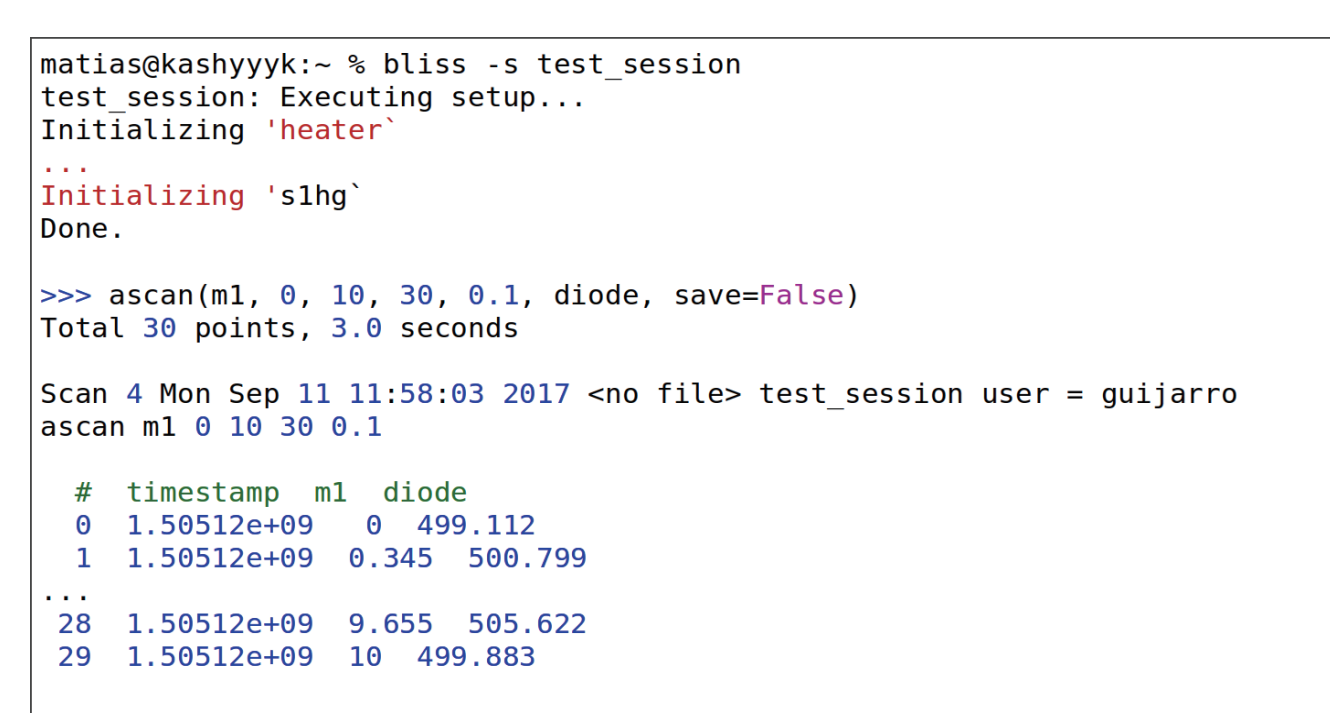 matias@kashyyyk:~ % bliss -s test_session
test_session: Executing setup...
Initializing 'heater`
...
Initializing 's1hg`
Done.
>>> ascan(m1, 0, 10, 30, 0.1, diode, save=False)
Total 30 points, 3.0 seconds
Scan 4 Mon Sep 11 11:58:03 2017 <no file> test_session user = guijarro
ascan m1 0 10 30 0.1
#  timestamp  m1  diode
0  1.50512e+09   0  499.112
1  1.50512e+09  0.345  500.799
...
28  1.50512e+09  9.655  505.622
29  1.50512e+09  10  499.883